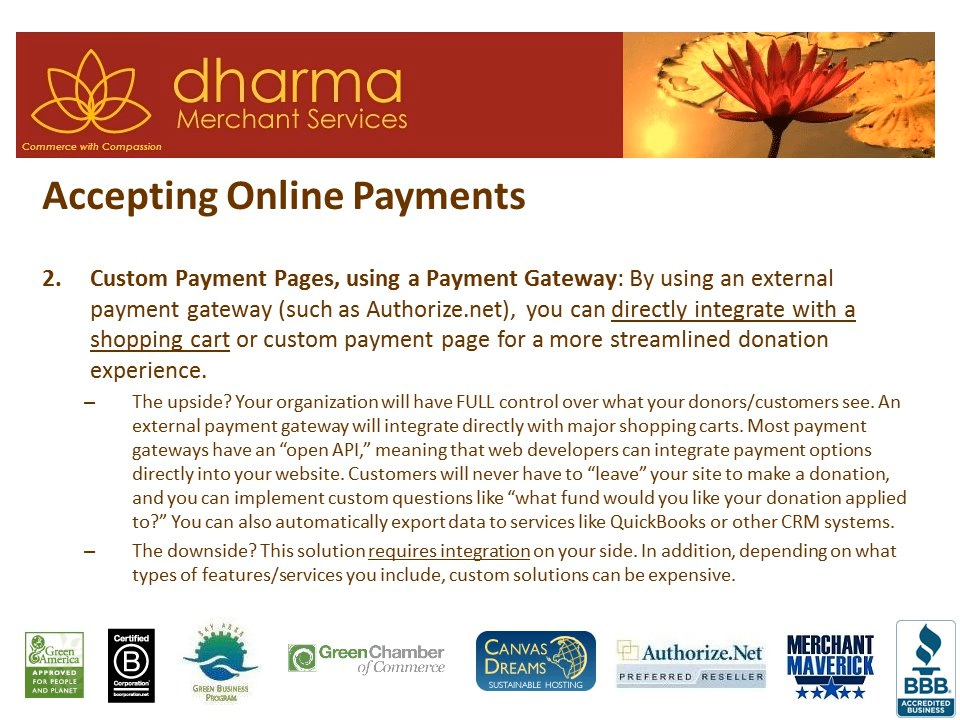 dharma
Merchant Services
Commerce with Compassion
Accepting Online Payments
2. Custom Payment Pages, using a Payment Gateway: By using an external
payment gateway (such as Authorize.net), you can directly integrate with a
shopping cart or custom payment page for a more streamlined donation
experience.
– The upside? Your organization will have FULL control over what your donors/customers see. An
external payment gateway will integrate directly with major shopping carts. Most payment
gateways have an “open API,” meaning that web developers can integrate payment options
directly into your website. Customers will never have to “leave” your site to make a donation,
and you can implement custom questions like “what fund would you like your donation applied
to?” You can also automatically export data to services like QuickBooks or other CRM systems.
– The downside? This solution requires integration on your side. In addition, depending on what
types of features/services you include, custom solutions can be expensive.
Green
America
APPROVED
FOR PEOPLE
AND PLANET
Certified
B
Corporation
bcorporation.net
BAY AREA
GREEN BUSINESS
PROGRAM
GreenChamber
of Commerce
CANVAS
DREAMS
SUSTAINABLE HOSTING
Authorize.Net
PREFERRED RESELLER
MERCHANT
MAVERICK
BBB
ACCREDITED
BUSINESS